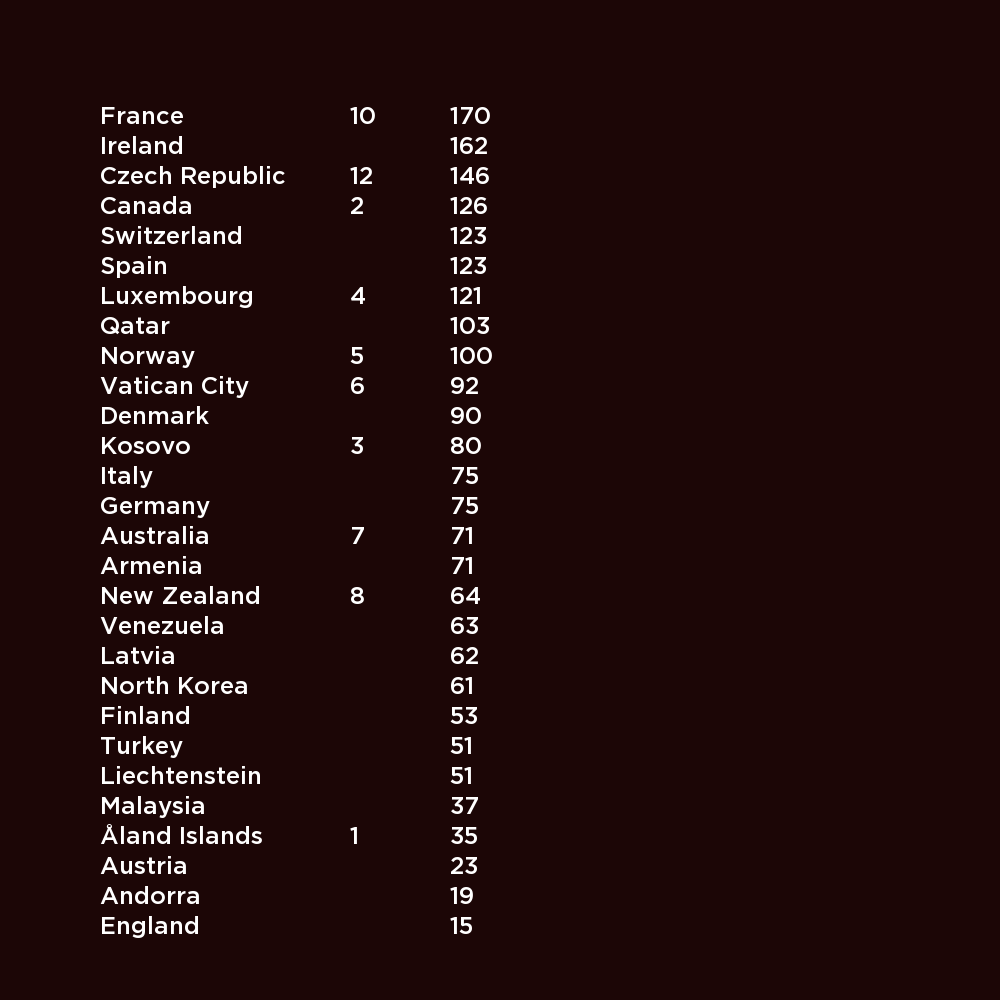 France 10 170
Ireland 162
Czech Republic 12 146
Canada 2 126
Switzerland 123
Spain 123
Luxembourg 4 121
Qatar 103
Norway 5 100
Vatican City 6 92
Denmark 90
Kosovo 3 80
Italy 75
Germany 75
Australia 7 71
Armenia 71
New Zealand 8 64
Venezuela 63
Latvia 62
North Korea 61
Finland 53
Turkey 51
Liechtenstein 51
Malaysia 37
Åland Islands 1 35
Austria 23
Andorra 19
England 15